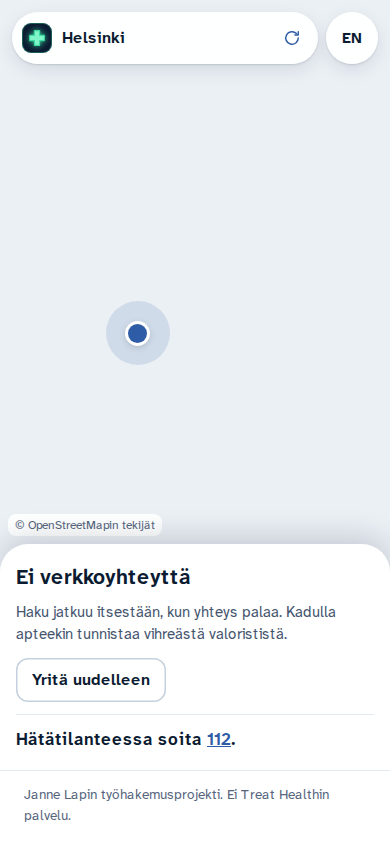 Helsinki
EN
© OpenStreetMapin tekijät
Ei verkkoyhteyttä
Haku jatkuu itsestään, kun yhteys palaa. Kadulla
apteekin tunnistaa vihreästä valorististä.
Yritä uudelleen
Hätätilanteessa soita 112.
Janne Lapin työhakemusprojekti. Ei Treat Healthin
palvelu.